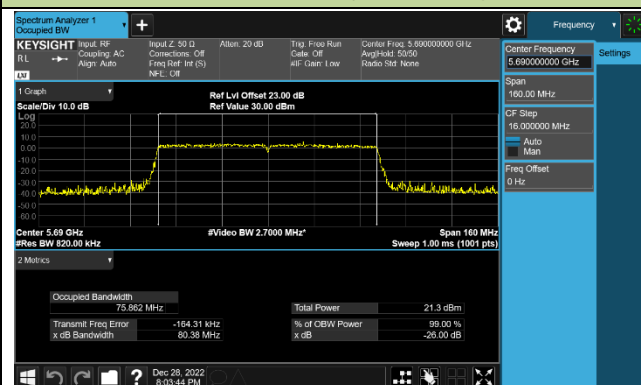 Spectrum Analyzer 1
Occupied BW
Frequency
Settings
KEYSIGHT
RL
Input: RF
Coupling: AC
Align: Auto
Input Z: 50 Ω
Corrections: Off
Freq Ref: Int (S)
NFE: Off
Atten: 20 dB
Trig: Free Run
Gate: Off
#IF Gain: Low
Center Freq: 5.690000000 GHz
Avg|Hold: 50/50
Radio Std: None
LXI
1 Graph
Scale/Div 10.0 dB
Ref Lvl Offset 23.00 dB
Ref Value 30.00 dBm
Log
20.0
10.0
0.00
-10.0
-20.0
-30.0
-40.0
-50.0
-60.0
Center 5.69 GHz
#Res BW 820.00 kHz
#Video BW 2.7000 MHz*
Span 160 MHz
Sweep 1.00 ms (1001 pts)
2 Metrics
Occupied Bandwidth
75.862 MHz
Total Power
21.3 dBm
Transmit Freq Error
-164.31 kHz
% of OBW Power
99.00 %
x dB Bandwidth
80.38 MHz
x dB
-26.00 dB
Center Frequency
5.690000000 GHz
Span
160.00 MHz
CF Step
16.000000 MHz
Auto
Man
Freq Offset
0 Hz
?
Dec 28, 2022
8:03:44 PM